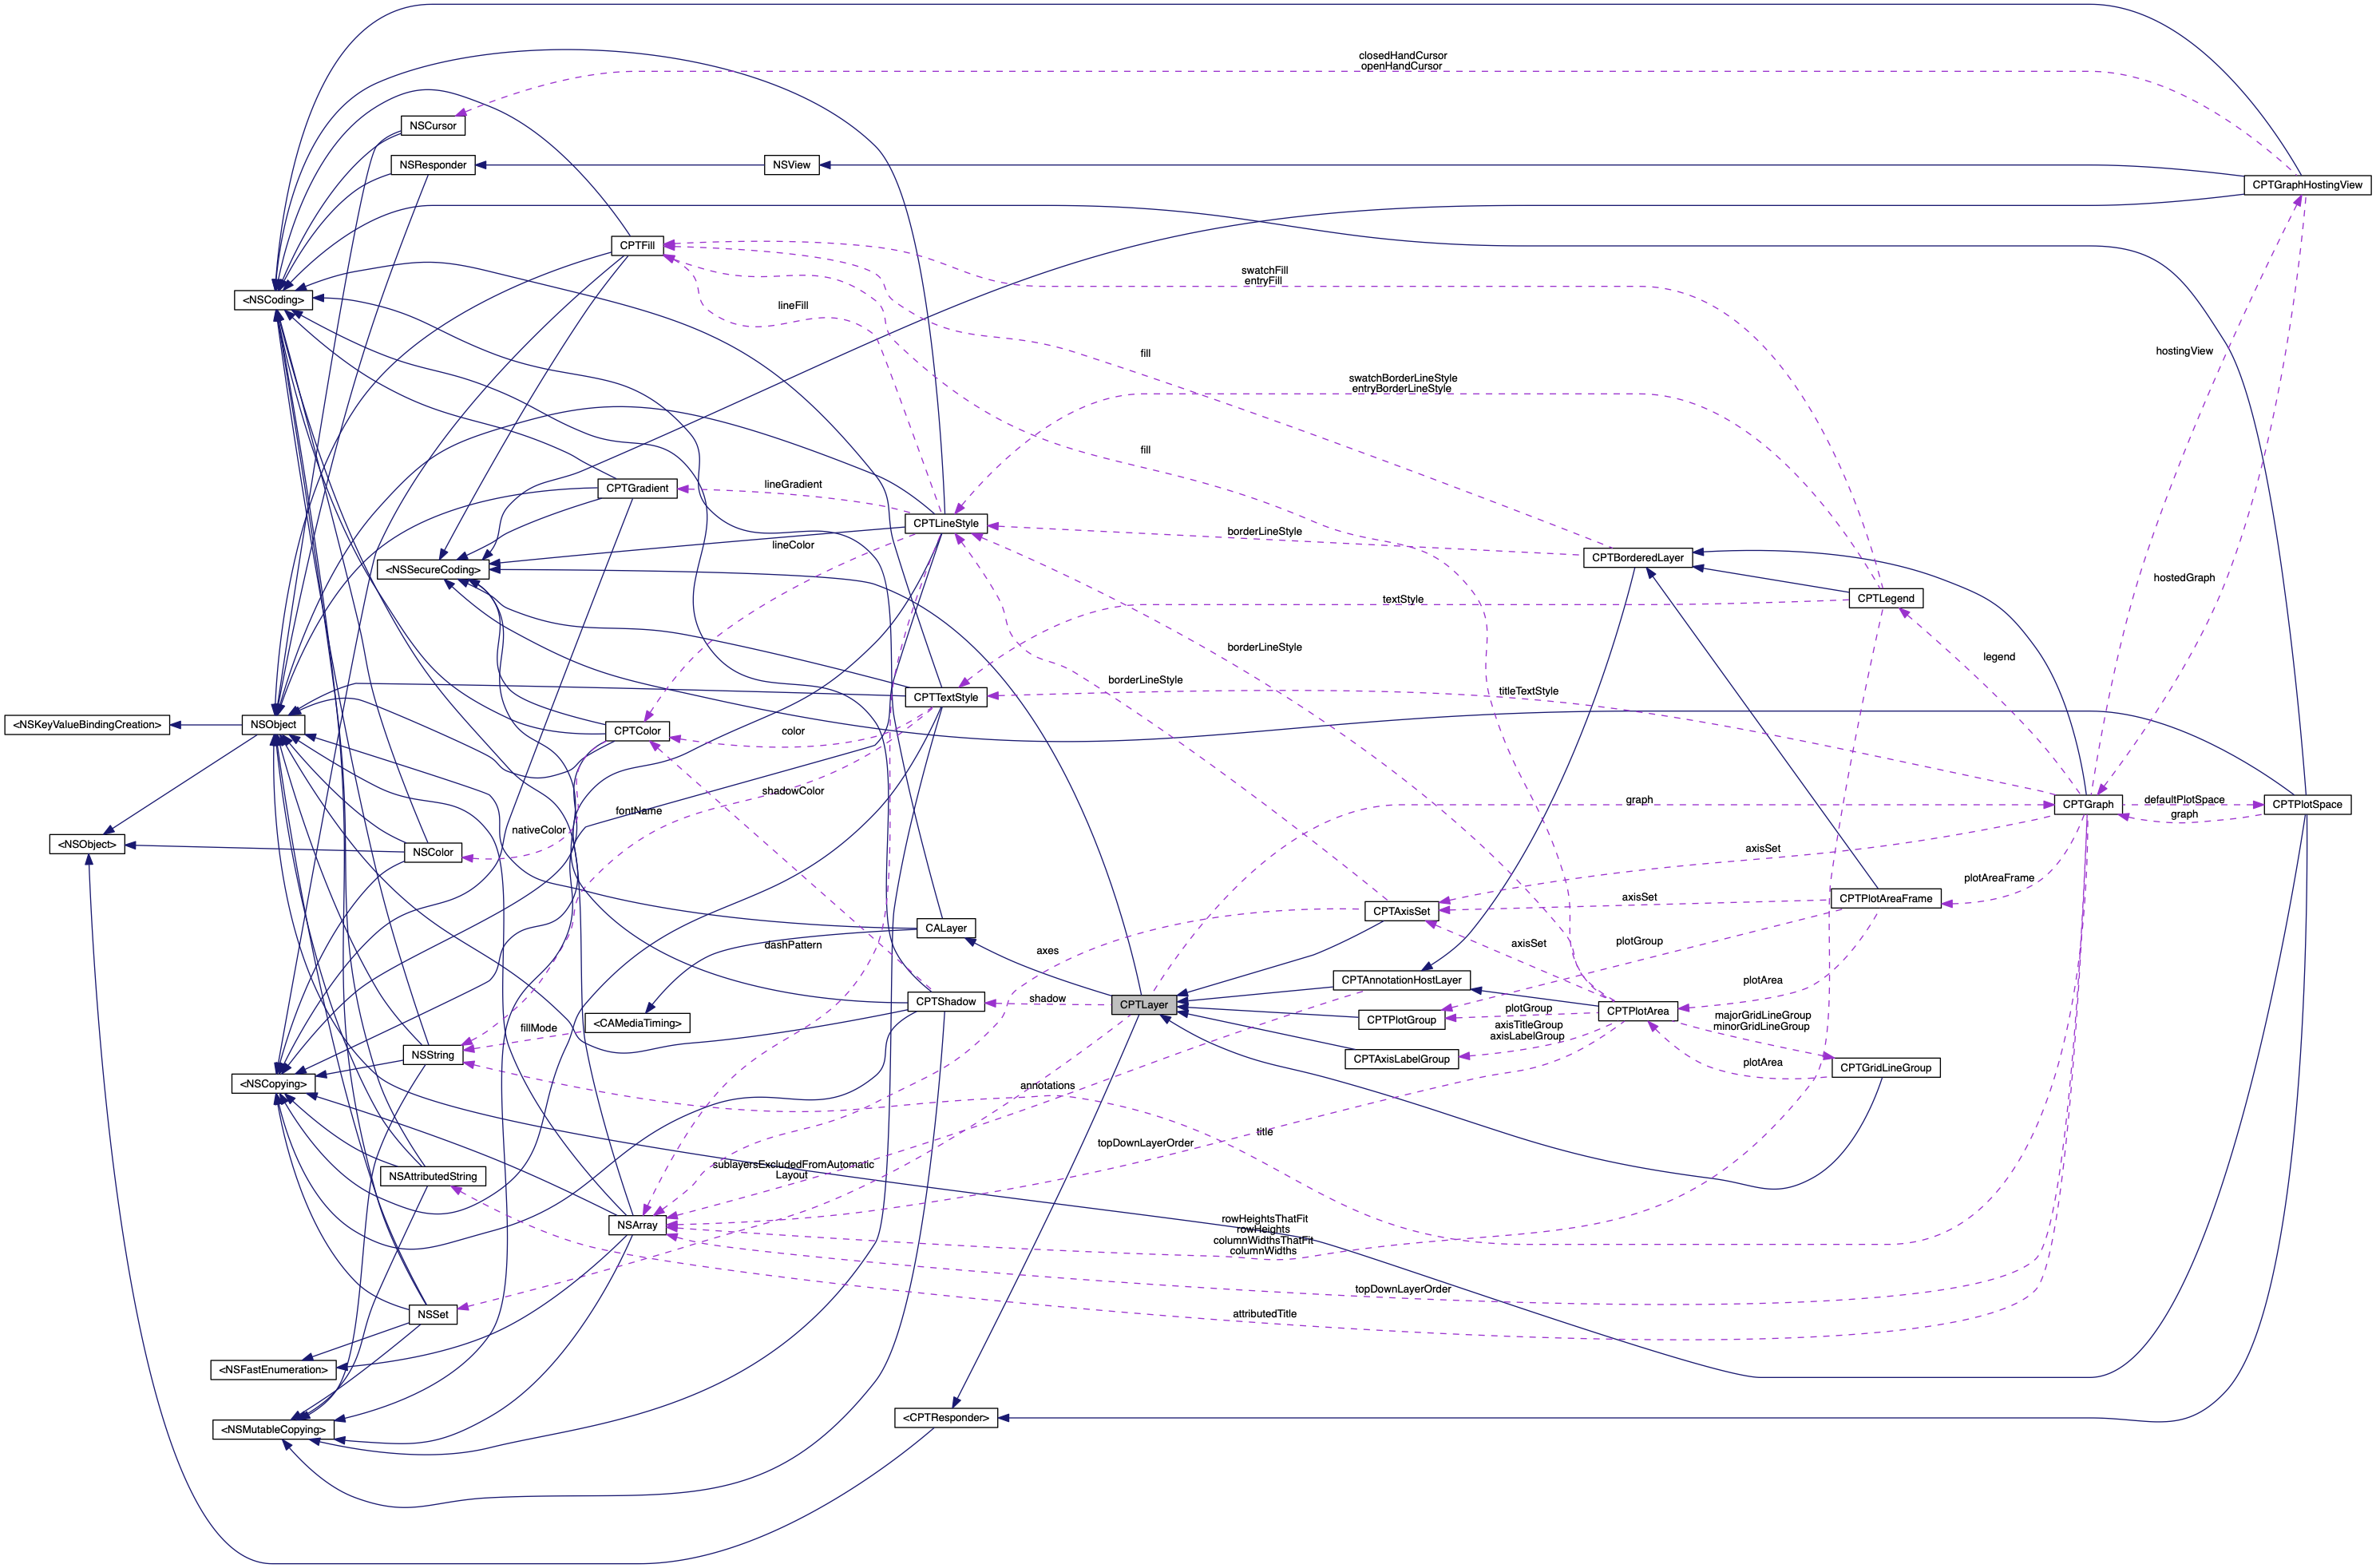 closedHandCursor
openHandCursor
NSCursor
NSResponder
NSView
CPTGraphHostingView
CPTFill
swatchFill
entryFill
<NSCoding>
lineFill
hostingView
fill
swatchBorderLineStyle
entryBorderLineStyle
fill
CPTGradient
lineGradient
CPTLineStyle
borderLineStyle
lineColor
CPTBorderedLayer
<NSSecureCoding>
hostedGraph
textStyle
CPTLegend
borderLineStyle
legend
borderLineStyle
titleTextStyle
CPTTextStyle
<NSKeyValueBindingCreation>
NSObject
CPTColor
color
shadowColor
graph
CPTGraph
defaultPlotSpace
graph
CPTPlotSpace
fontName
nativeColor
<NSObject>
NSColor
axisSet
plotAreaFrame
axisSet
CPTPlotAreaFrame
CPTAxisSet
CALayer
dashPattern
axes
axisSet
plotGroup
CPTAnnotationHostLayer
plotArea
CPTShadow
shadow
CPTLayer
plotGroup
CPTPlotArea
majorGridLineGroup
minorGridLineGroup
<CAMediaTiming>
fillMode
CPTPlotGroup
axisTitleGroup
axisLabelGroup
NSString
CPTAxisLabelGroup
plotArea
CPTGridLineGroup
<NSCopying>
annotations
title
topDownLayerOrder
sublayersExcludedFromAutomatic
Layout
NSAttributedString
NSArray
rowHeightsThatFit
rowHeights
columnWidthsThatFit
columnWidths
topDownLayerOrder
NSSet
attributedTitle
<NSFastEnumeration>
<NSMutableCopying>
<CPTResponder>